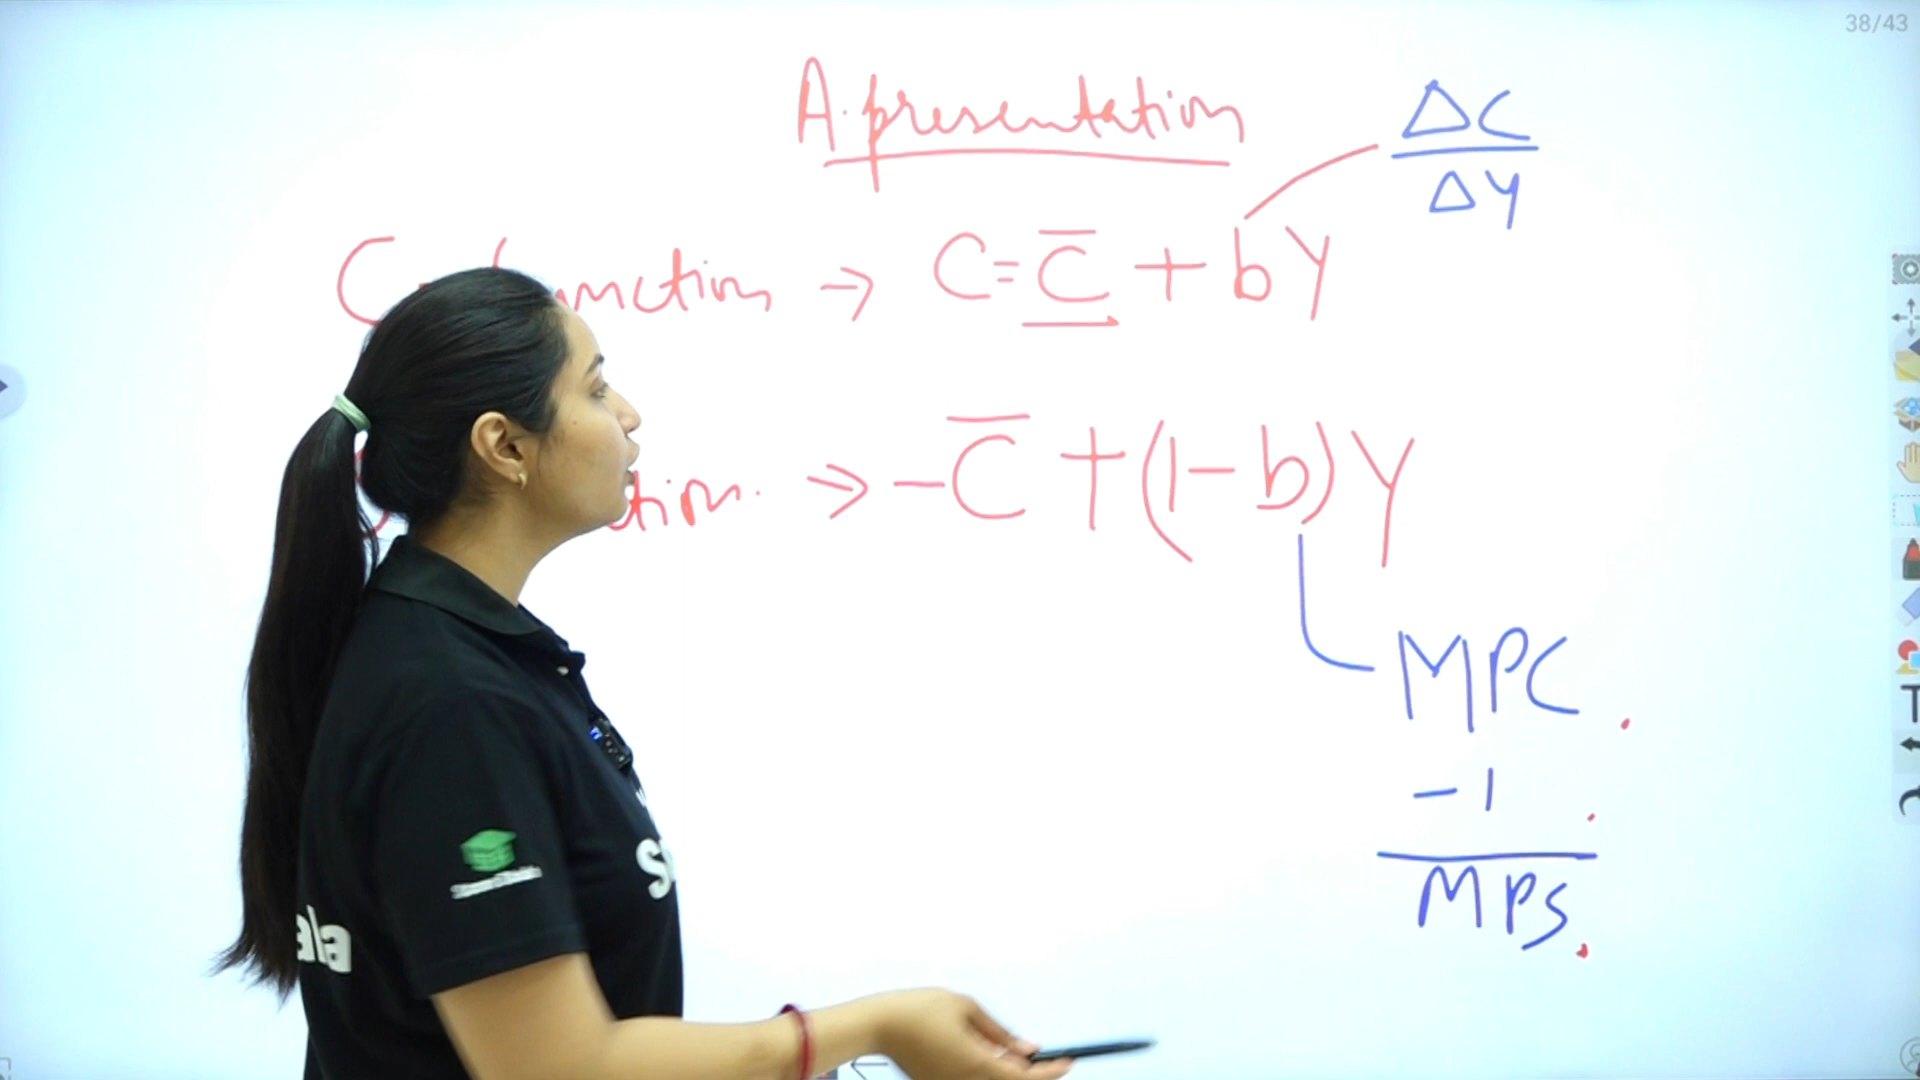 38/43
A. presentation
ΔC
ΔY
→ C = C̅ + bY
→ -C̅ + (1-b)Y
MPC
-1
MPS
T